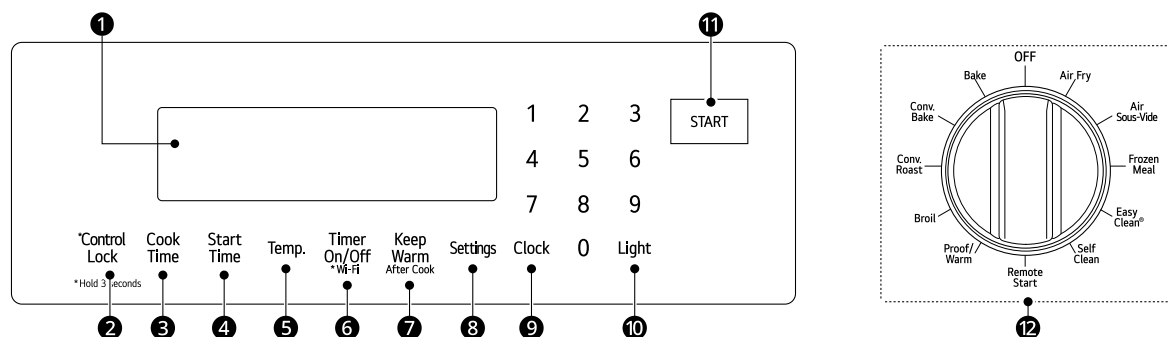 1
11
1 2 3
START
4 5 6
7 8 9
*Control
Lock
*Hold 3 seconds
Cook
Time
Start
Time
Temp.
Timer
On/Off
*Wi-Fi
Keep
Warm
After Cook
Settings
Clock
0
Light
2 3 4 5 6 7 8 9 10
OFF
Air Fry
Air
Sous-Vide
Frozen
Meal
Easy
Clean®
Self
Clean
Remote
Start
Proof/
Warm
Broil
Conv.
Roast
Conv.
Bake
Bake
12